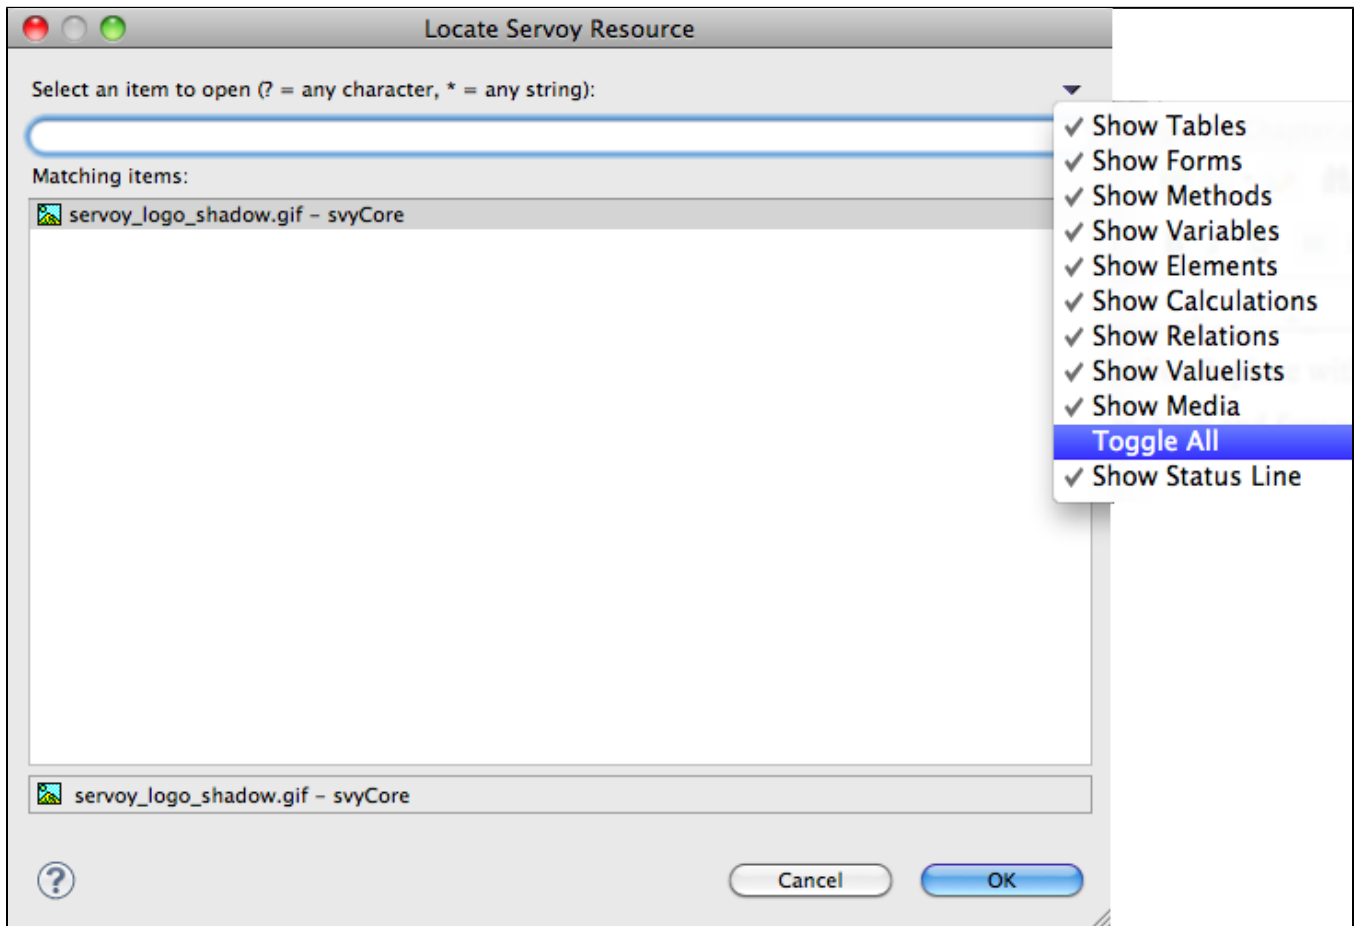 Locate Servoy Resource
Select an item to open (? = any character, * = any string):
Matching items:
servoy_logo_shadow.gif – svyCore
Show Tables
Show Forms
Show Methods
Show Variables
Show Elements
Show Calculations
Show Relations
Show Valuelists
Show Media
Toggle All
Show Status Line
servoy_logo_shadow.gif – svyCore
?
Cancel
OK